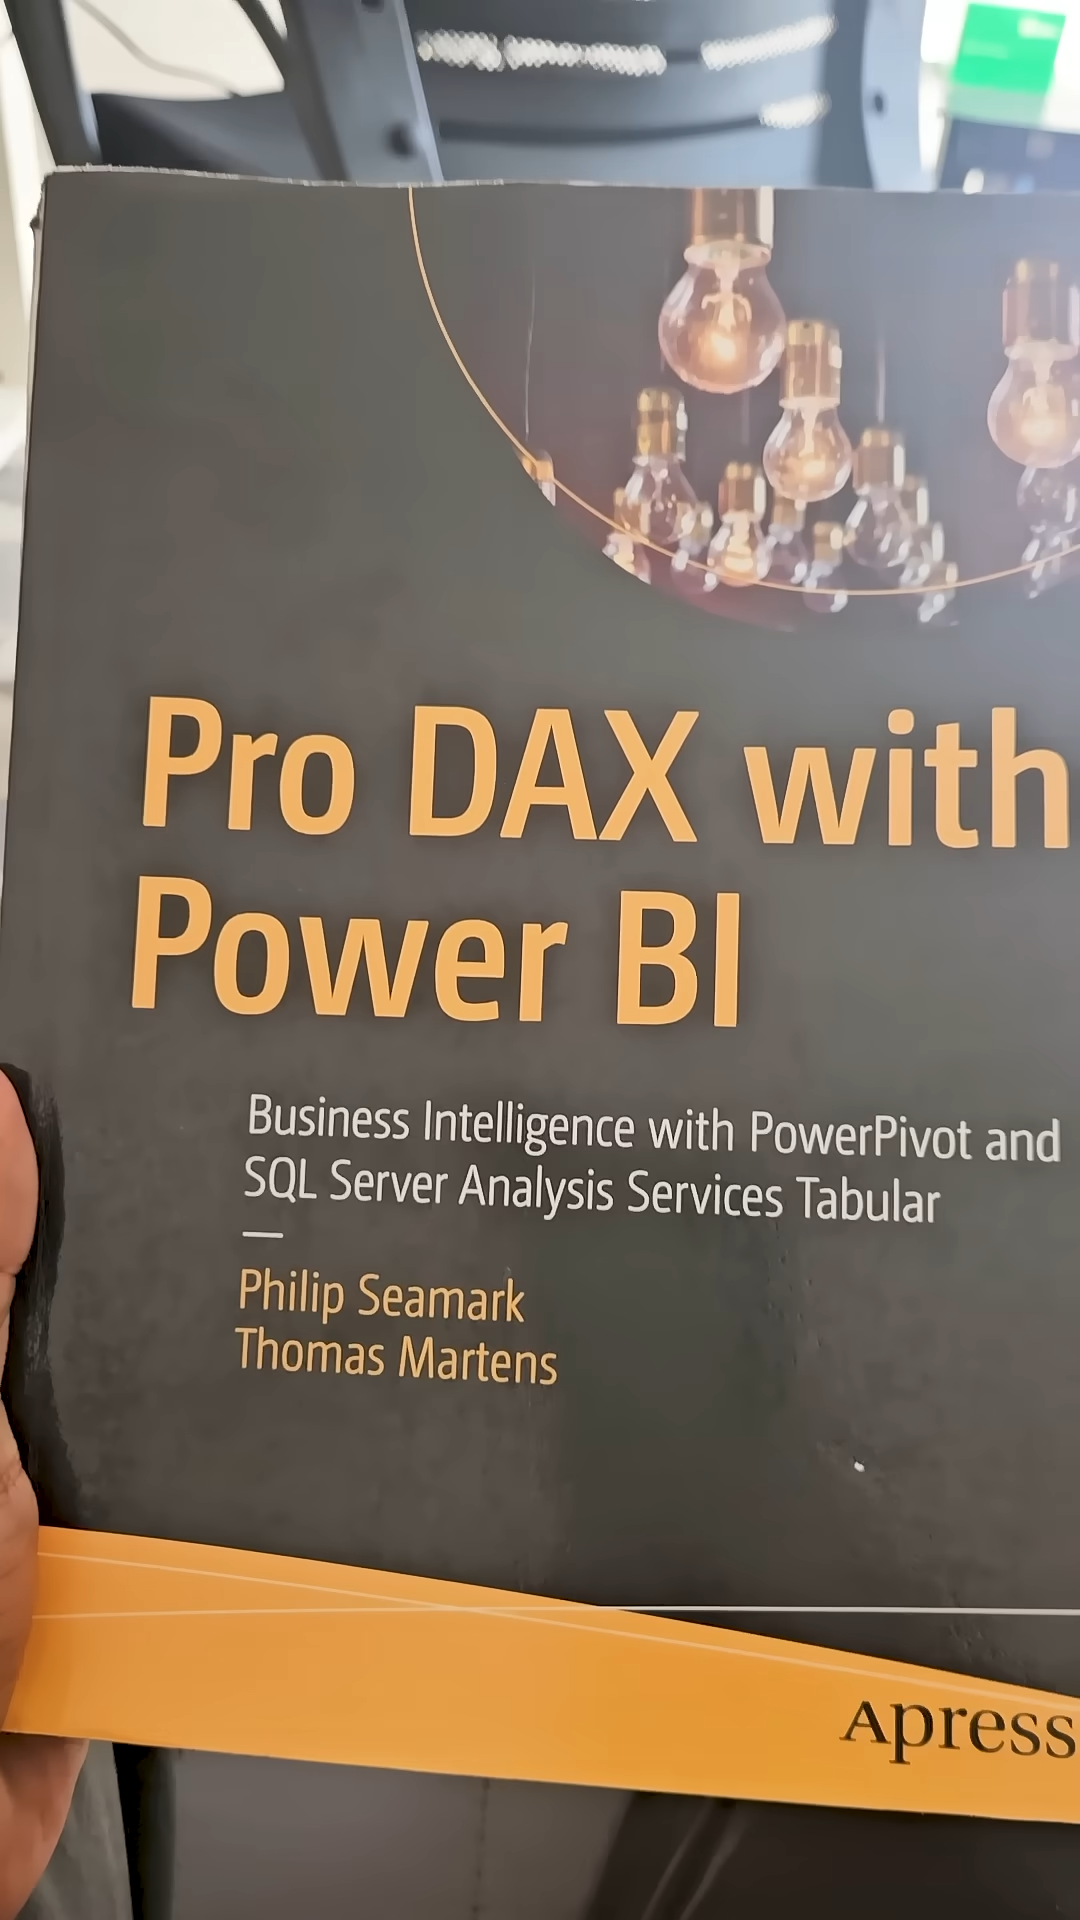 Pro DAX with
Power BI
Business Intelligence with PowerPivot and
SQL Server Analysis Services Tabular
Philip Seamark
Thomas Martens
Apress